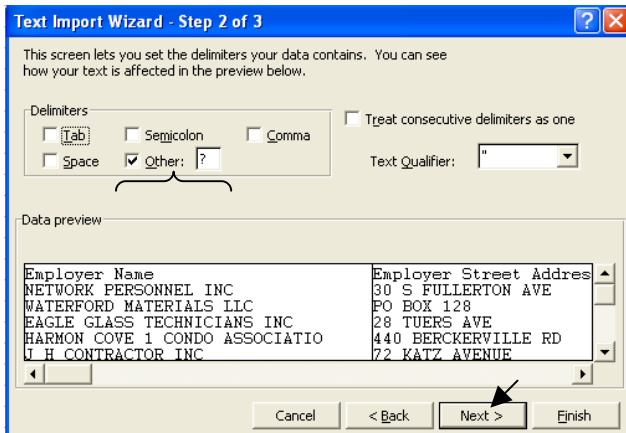 Text Import Wizard - Step 2 of 3
This screen lets you set the delimiters your data contains. You can see
how your text is affected in the preview below.
Delimiters
Tab
Semicolon
Comma
Space
Other: ?
Treat consecutive delimiters as one
Text Qualifier: "
Data preview
Employer Name Employer Street Addres
NETWORK PERSONNEL INC 30 S FULLERTON AVE
WATERFORD MATERIALS LLC PO BOX 128
EAGLE GLASS TECHNICIANS INC 28 TUERS AVE
HARMON COVE 1 CONDO ASSOCIATIO 440 BERCKERVILLE RD
J H CONTRACTOR INC 72 KATZ AVENUE
Cancel < Back Next > Finish